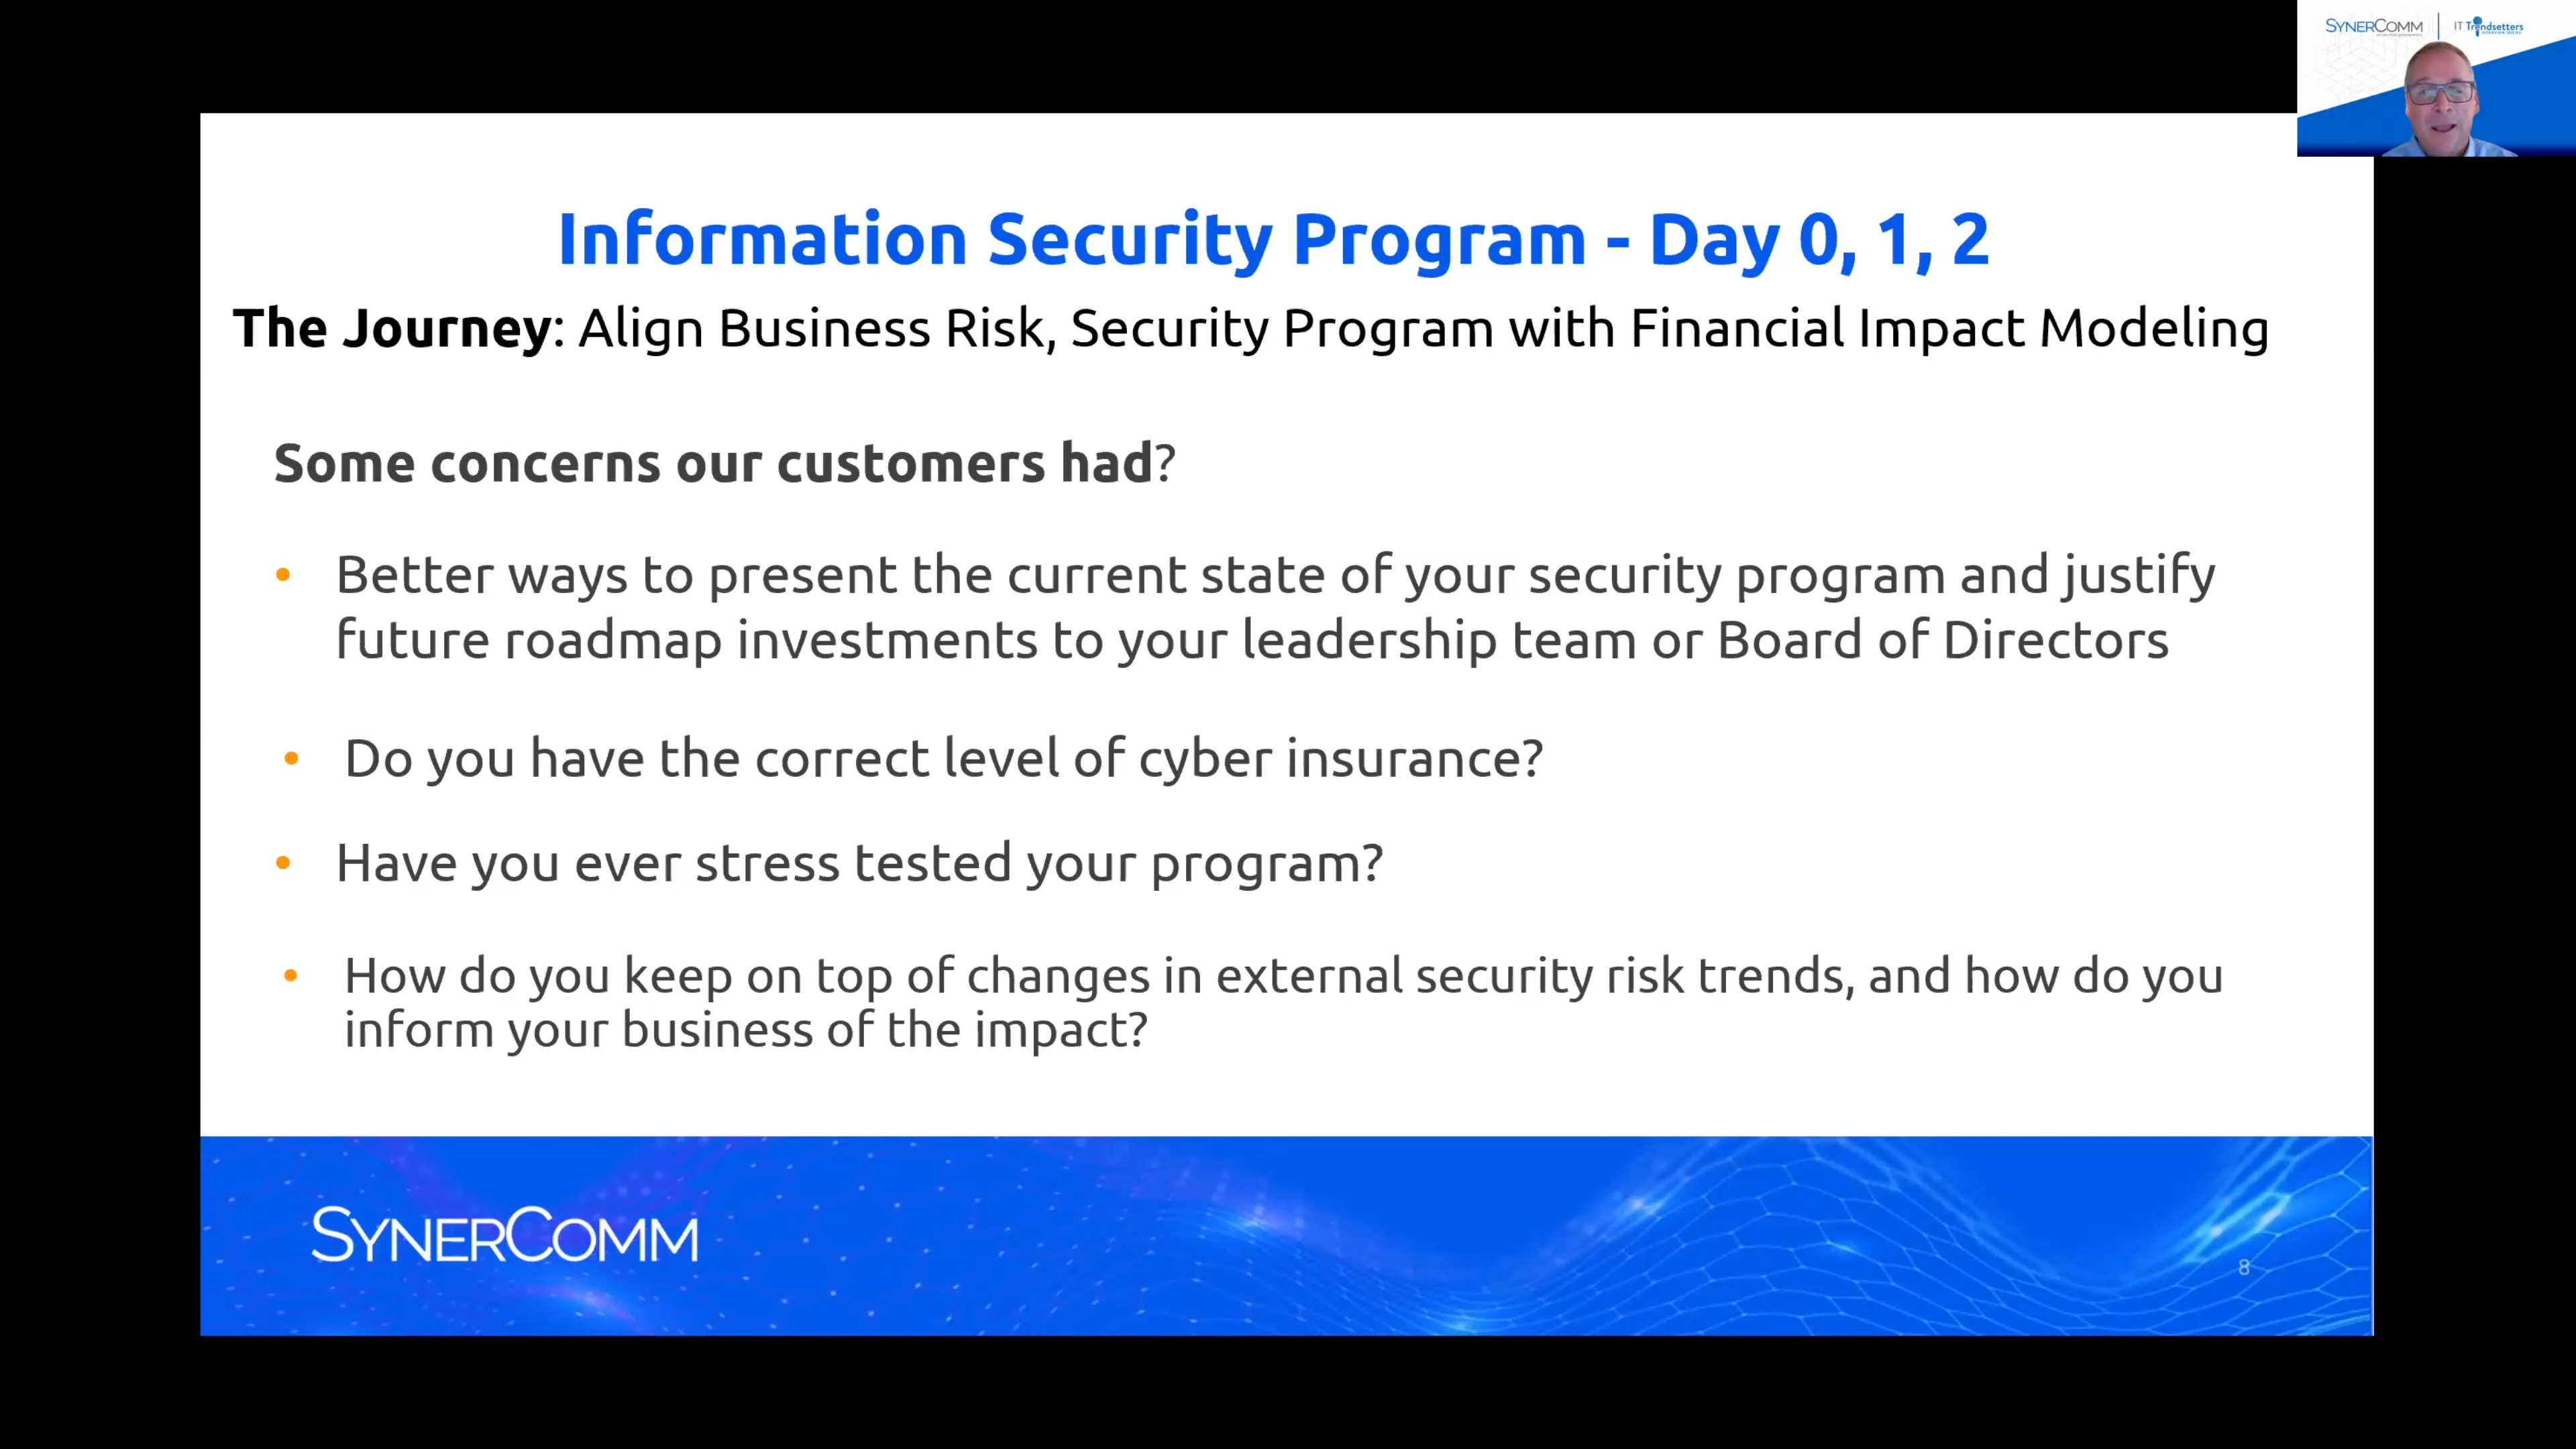 SYNERCOMM | IT Trendsetters
Information Security Program - Day 0, 1, 2
The Journey: Align Business Risk, Security Program with Financial Impact Modeling
Some concerns our customers had?
• Better ways to present the current state of your security program and justify
future roadmap investments to your leadership team or Board of Directors
• Do you have the correct level of cyber insurance?
• Have you ever stress tested your program?
• How do you keep on top of changes in external security risk trends, and how do you
inform your business of the impact?
SYNERCOMM
8